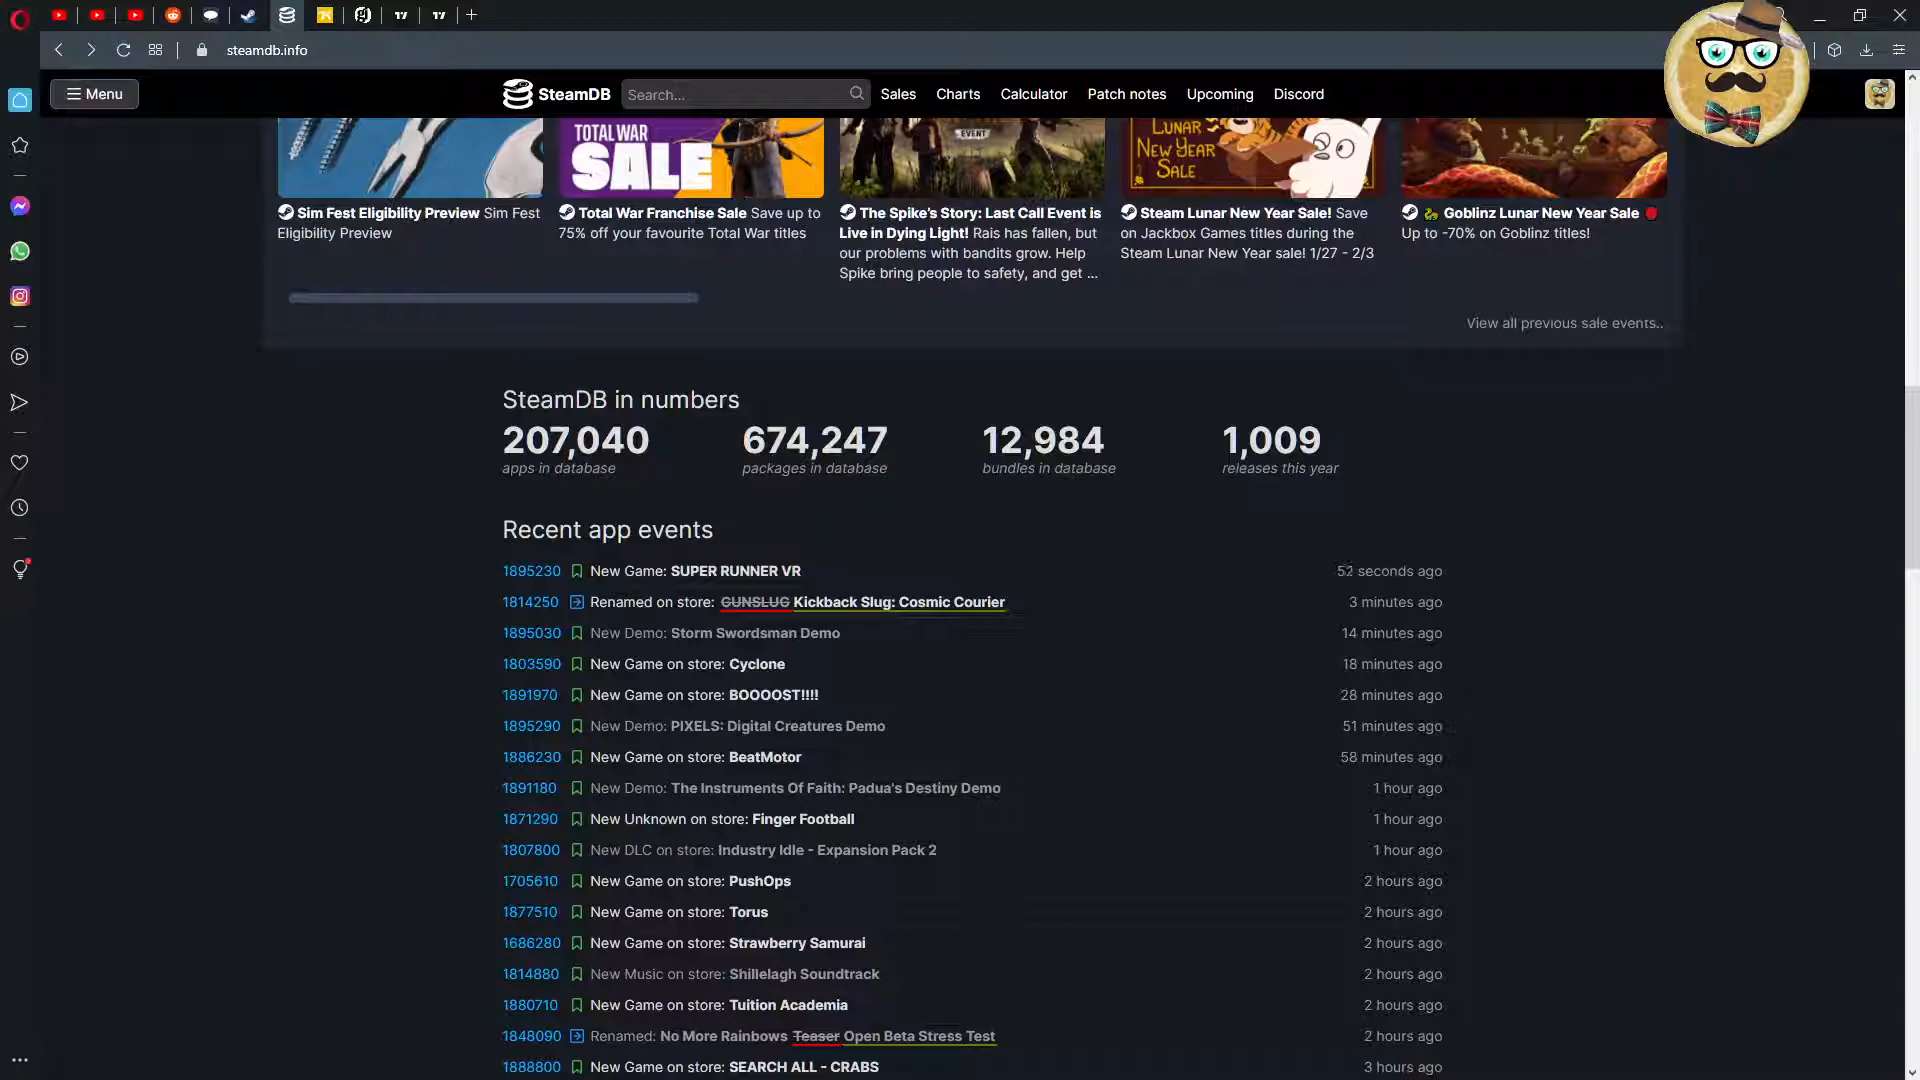 steamdb.info
Menu
SteamDB
Search...
Sales
Charts
Calculator
Patch notes
Upcoming
Discord
TOTAL WAR
SALE
EVENT
LUNAR
NEW YEAR
SALE
Sim Fest Eligibility Preview Sim Fest
Eligibility Preview
Total War Franchise Sale Save up to
75% off your favourite Total War titles
The Spike's Story: Last Call Event is
Live in Dying Light! Rais has fallen, but
our problems with bandits grow. Help
Spike bring people to safety, and get ...
Steam Lunar New Year Sale! Save
on Jackbox Games titles during the
Steam Lunar New Year sale! 1/27 - 2/3
Goblinz Lunar New Year Sale
Up to -70% on Goblinz titles!
View all previous sale events..
SteamDB in numbers
207,040
apps in database
674,247
packages in database
12,984
bundles in database
1,009
releases this year
Recent app events
1895230 New Game: SUPER RUNNER VR 52 seconds ago
1814250 Renamed on store: GUNSLUG Kickback Slug: Cosmic Courier 3 minutes ago
1895030 New Demo: Storm Swordsman Demo 14 minutes ago
1803590 New Game on store: Cyclone 18 minutes ago
1891970 New Game on store: BOOOOST!!!! 28 minutes ago
1895290 New Demo: PIXELS: Digital Creatures Demo 51 minutes ago
1886230 New Game on store: BeatMotor 58 minutes ago
1891180 New Demo: The Instruments Of Faith: Padua's Destiny Demo 1 hour ago
1871290 New Unknown on store: Finger Football 1 hour ago
1807800 New DLC on store: Industry Idle - Expansion Pack 2 1 hour ago
1705610 New Game on store: PushOps 2 hours ago
1877510 New Game on store: Torus 2 hours ago
1686280 New Game on store: Strawberry Samurai 2 hours ago
1814880 New Music on store: Shillelagh Soundtrack 2 hours ago
1880710 New Game on store: Tuition Academia 2 hours ago
1848090 Renamed: No More Rainbows Teaser Open Beta Stress Test 2 hours ago
1888800 New Game on store: SEARCH ALL - CRABS 3 hours ago